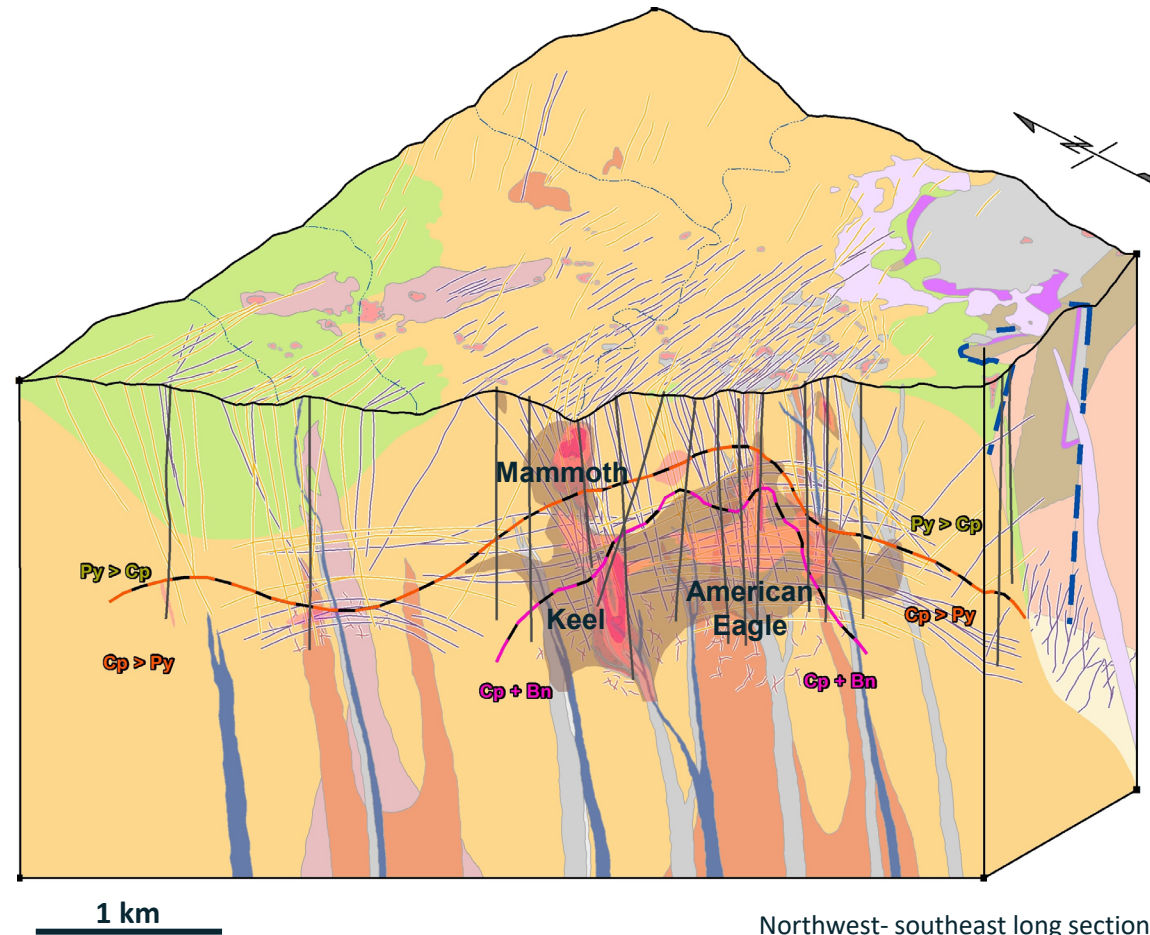 Mammoth
Py > Cp
Py > Cp
American
Eagle
Keel
Cp > Py
Cp > Py
Cp + Bn
Cp + Bn
1 km
Northwest- southeast long section